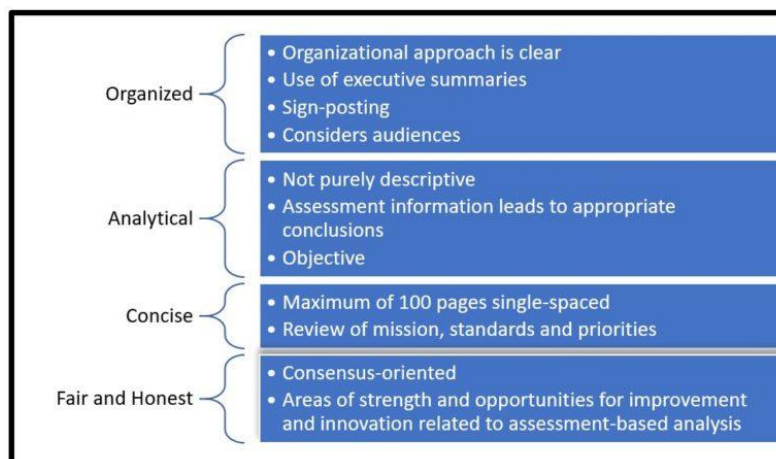 Organized
• Organizational approach is clear
• Use of executive summaries
• Sign-posting
• Considers audiences
Analytical
• Not purely descriptive
• Assessment information leads to appropriate
conclusions
• Objective
Concise
• Maximum of 100 pages single-spaced
• Review of mission, standards and priorities
Fair and Honest
• Consensus-oriented
• Areas of strength and opportunities for improvement
and innovation related to assessment-based analysis